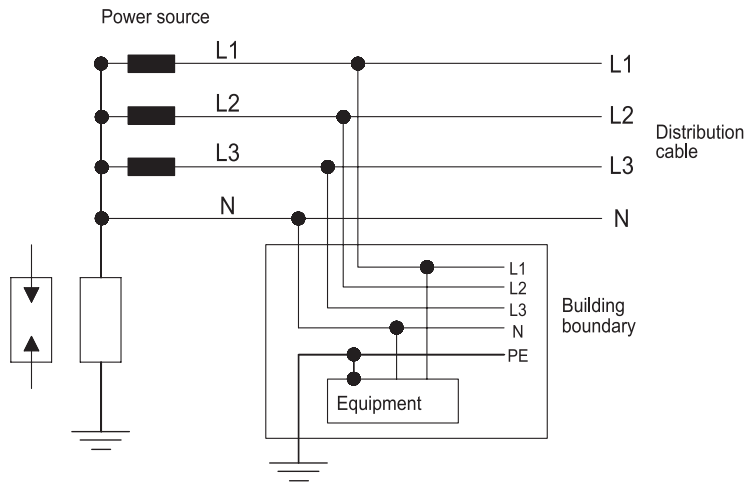 Power source
L1
L1
L2
L2
Distribution
cable
L3
L3
N
N
L1
L2
L3
N
PE
Building
boundary
Equipment